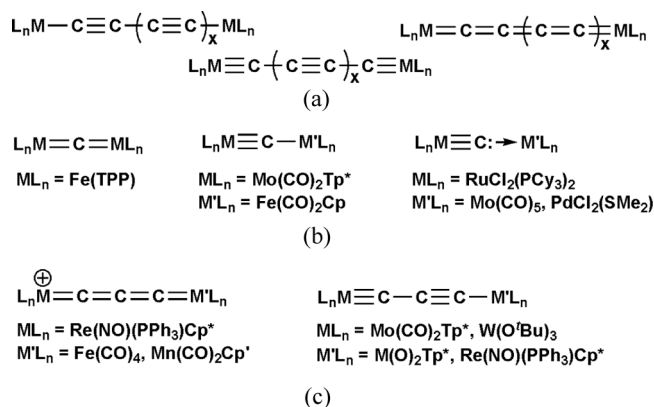 LₙM—C≡C—(C≡C)ₓ—MLₙ
LₙM=C=C=(C=C)ₓ=MLₙ
LₙM≡C—(C≡C)ₓ—C≡MLₙ
(a)
LₙM=C=MLₙ
LₙM≡C—M'Lₙ
LₙM≡C:→M'Lₙ
MLₙ = Fe(TPP)
MLₙ = Mo(CO)₂Tp*
MLₙ = RuCl₂(PCy₃)₂
M'Lₙ = Fe(CO)₂Cp
M'Lₙ = Mo(CO)₅, PdCl₂(SMe₂)
(b)
⊕
LₙM=C=C=C=M'Lₙ
LₙM≡C—C≡C—M'Lₙ
MLₙ = Re(NO)(PPh₃)Cp*
MLₙ = Mo(CO)₂Tp*, W(OᵗBu)₃
M'Lₙ = Fe(CO)₄, Mn(CO)₂Cp'
M'Lₙ = M(O)₂Tp*, Re(NO)(PPh₃)Cp*
(c)